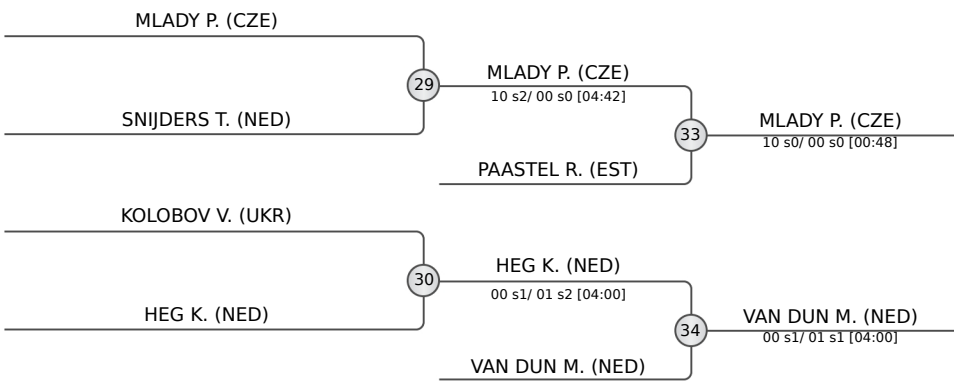 MLADY P. (CZE)
SNIJDERS T. (NED)
29
MLADY P. (CZE)
10 s2/ 00 s0 [04:42]
PAASTEL R. (EST)
33
MLADY P. (CZE)
10 s0/ 00 s0 [00:48]
KOLOBOV V. (UKR)
HEG K. (NED)
30
HEG K. (NED)
00 s1/ 01 s2 [04:00]
VAN DUN M. (NED)
34
VAN DUN M. (NED)
00 s1/ 01 s1 [04:00]